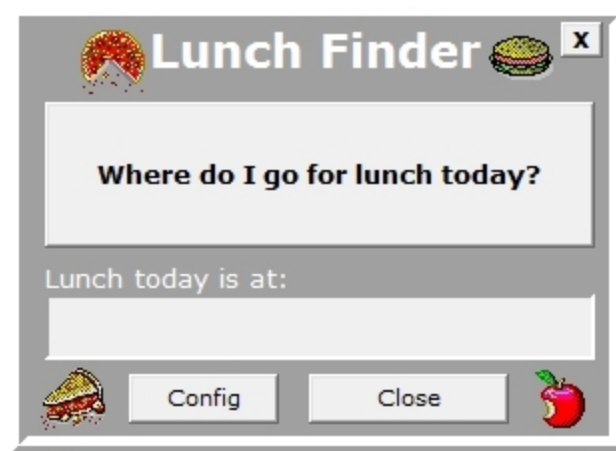 Lunch Finder
X
Where do I go for lunch today?
Lunch today is at:
Config
Close